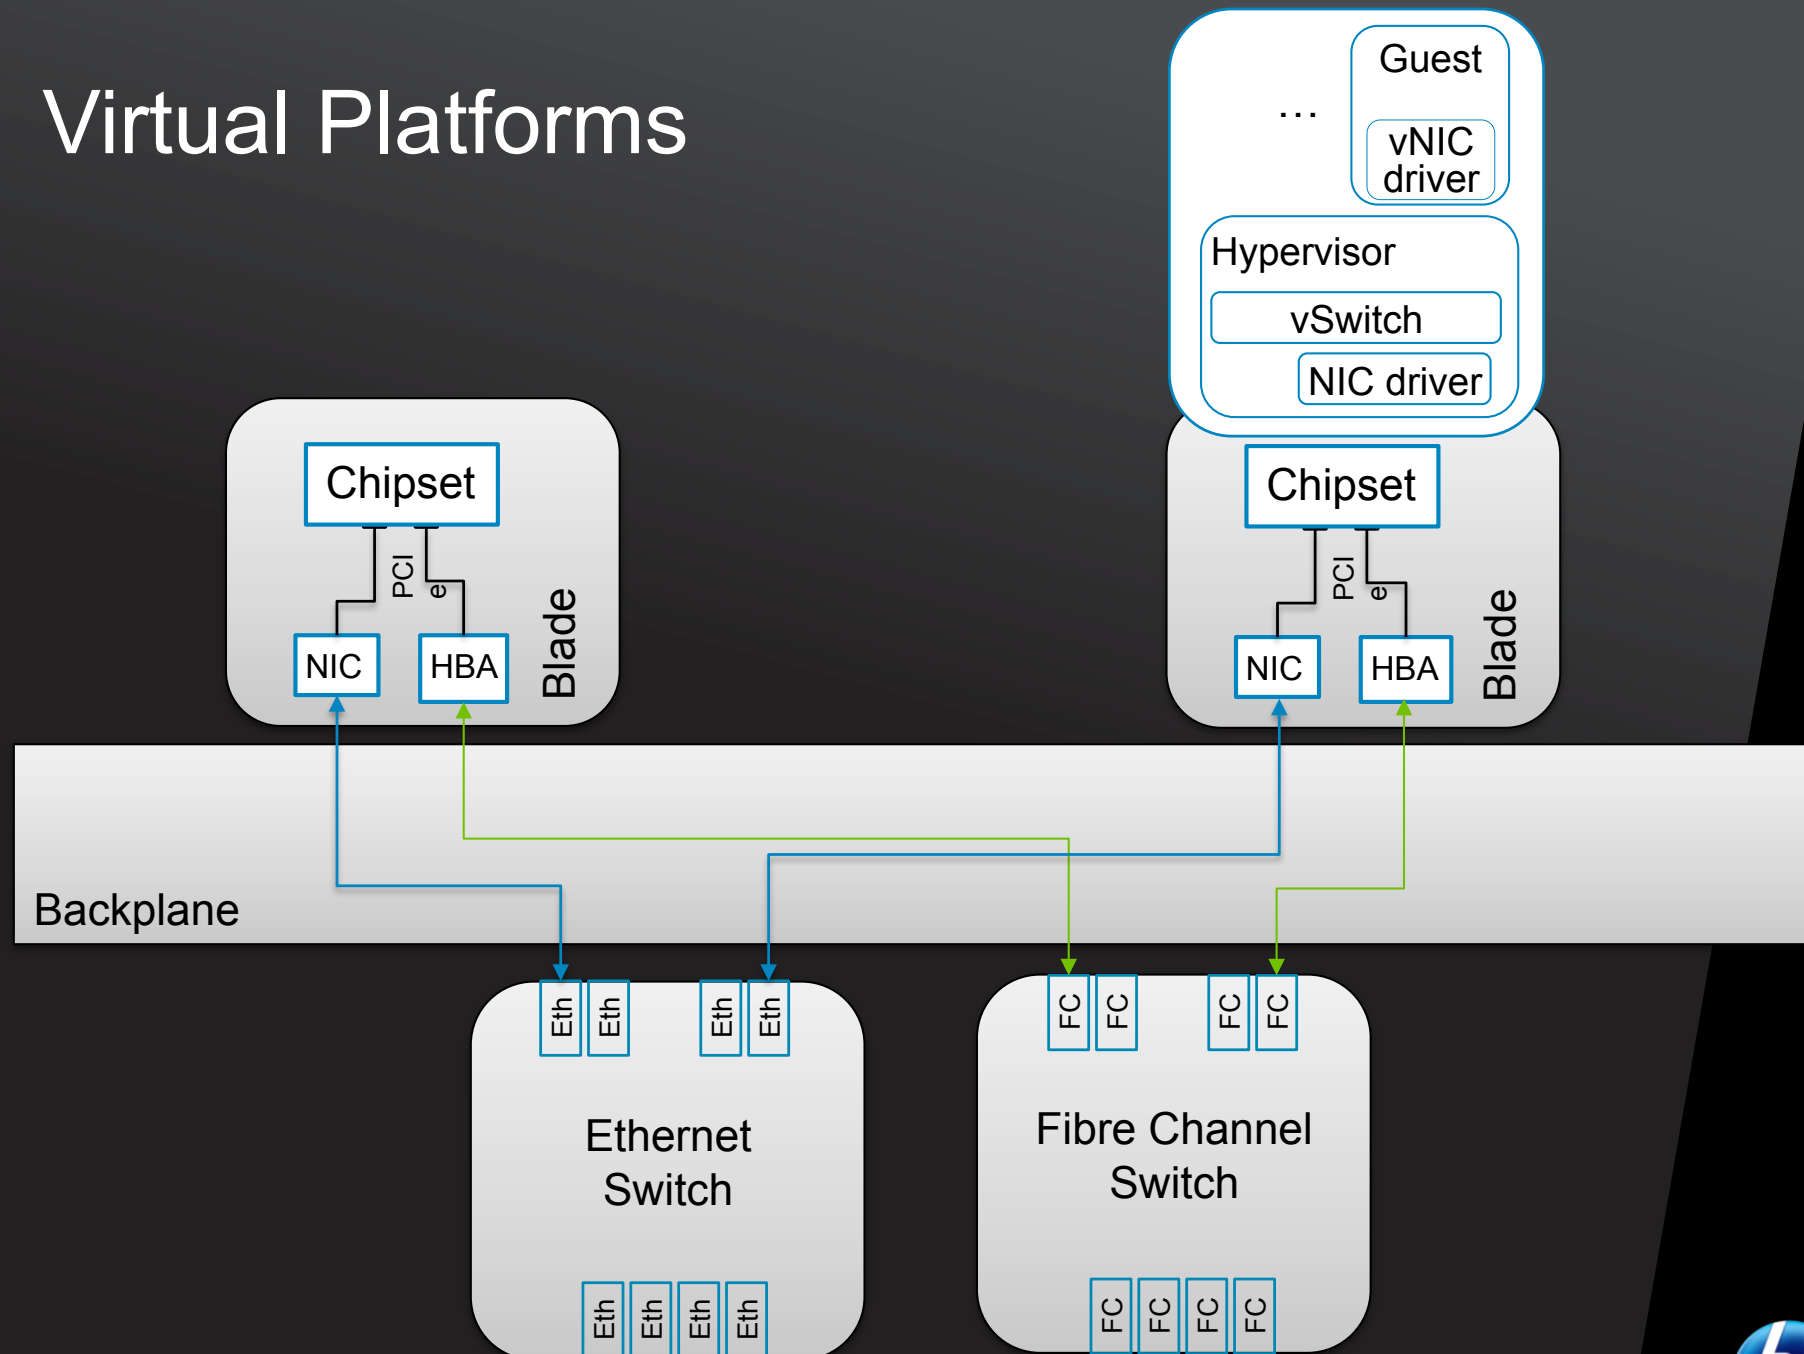 Virtual Platforms
Guest
…
vNIC
driver
Hypervisor
vSwitch
NIC driver
Chipset
PCI
e
NIC
HBA
Blade
Chipset
PCI
e
NIC
HBA
Blade
Backplane
Eth
Eth
Eth
Eth
Ethernet
Switch
Eth
Eth
Eth
Eth
FC
FC
FC
FC
Fibre Channel
Switch
FC
FC
FC
FC